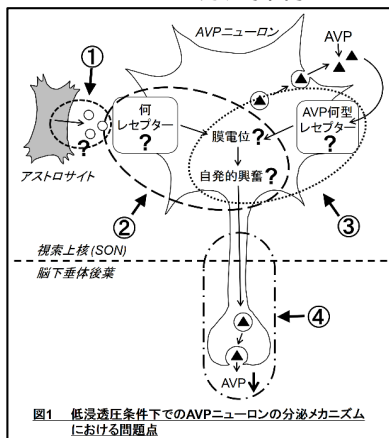 AVPニューロン
AVP
①
何
レセプター
?
?
アストロサイト
膜電位?
AVP何型
レセプター
?
自発的興奮?
②
③
視索上核(SON)
脳下垂体後葉
④
AVP
図1 低浸透圧条件下でのAVPニューロンの分泌メカニズム
における問題点